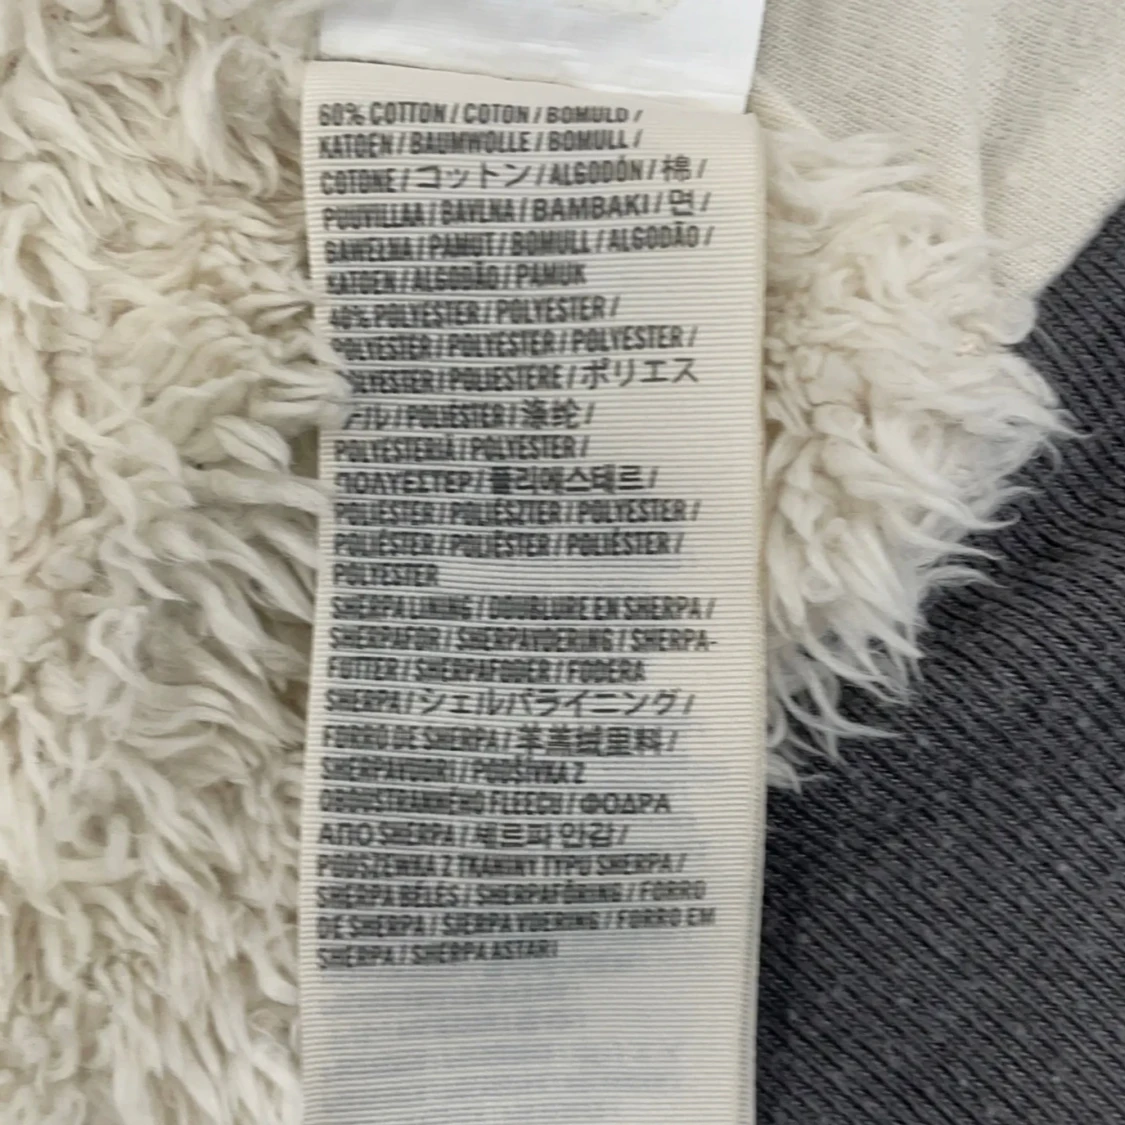 60% COTTON / COTON / BOMULD /
KATOEN / BAUMWOLLE / BOMULL /
COTONE / コットン / ALGODÓN / 棉 /
PUUVILLAA / BAVLNA / BAMBAKI / 면 /
BAWEŁNA / PAMUT / BOMULL / ALGODÃO /
KATOEN / ALGODÃO / PAMUK
40% POLYESTER / POLYESTER /
POLYESTER / POLYESTER / POLYESTER /
OLYESTER / POLIESTERE / ポリエス
テル / POLIÉSTER / 涤纶 /
POLYESTERIÄ / POLYESTER /
ΠΟΛΥΕΣΤΕΡ / 폴리에스테르 /
POLIESTER / POLIÉSZTER / POLYESTER /
POLIÉSTER / POLYESTER / POLIÉSTER /
POLYESTER
SHERPA LINING / DOUBLURE EN SHERPA /
SHERPAFOR / SHERPAVOERING / SHERPA-
FUTTER / SHERPAFODER / FODERA
SHERPA / シェルパライニング /
FORRO DE SHERPA / 羊羔绒里料 /
SHERPAVUORI / PODŠÍVKA Z
OBOUSTRANNÉHO FLEECU / ΦΟΔΡΑ
ΑΠΟ SHERPA / 셰르파 안감 /
PODSZEWKA Z TKANINY TYPU SHERPA /
SHERPA BÉLÉS / SHERPAFÔRING / FORRO
DE SHERPA / SJERPA VOERING / FORRO EM
SHERPA / SHERPA ASTARI